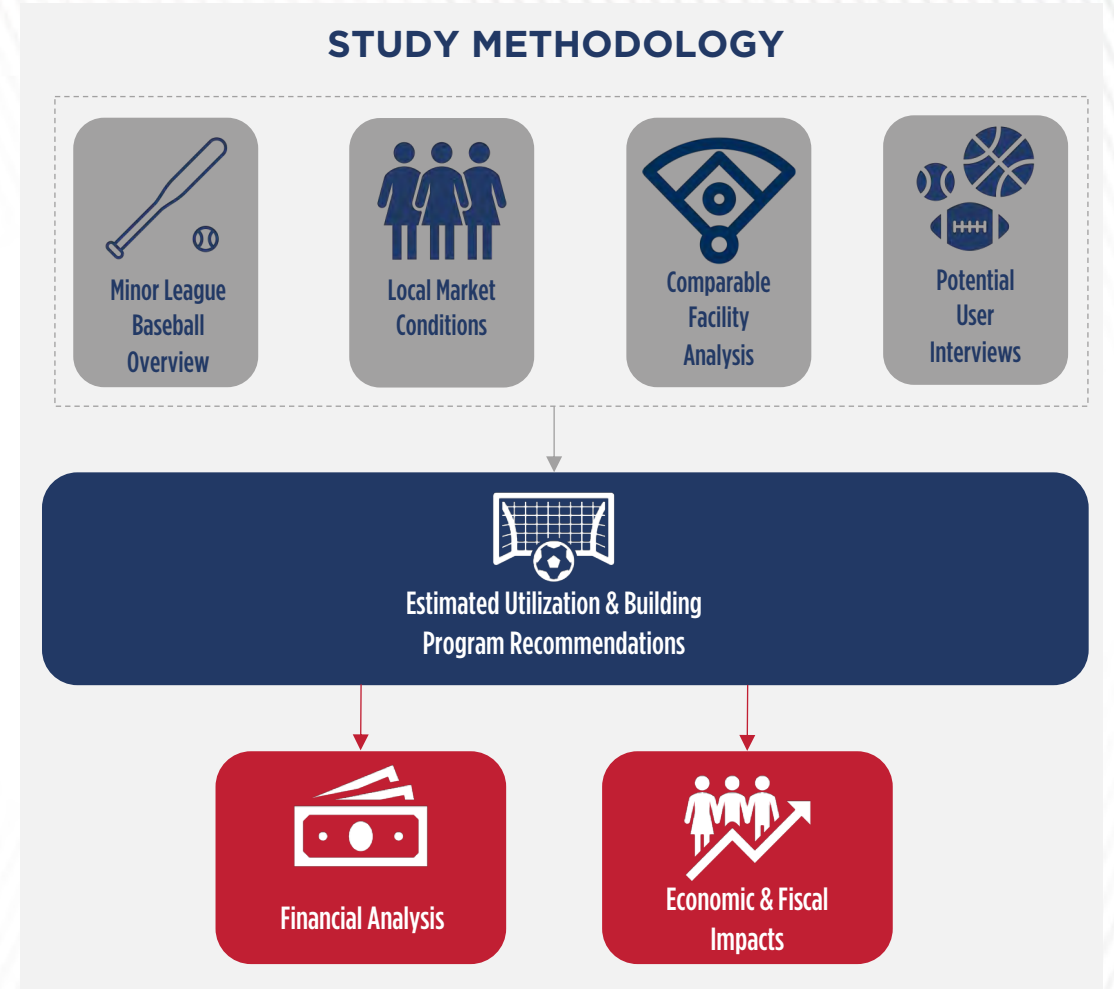 STUDY METHODOLOGY
Minor League
Baseball
Overview
Local Market
Conditions
Comparable
Facility
Analysis
Potential
User
Interviews
Estimated Utilization & Building
Program Recommendations
Financial Analysis
Economic & Fiscal
Impacts